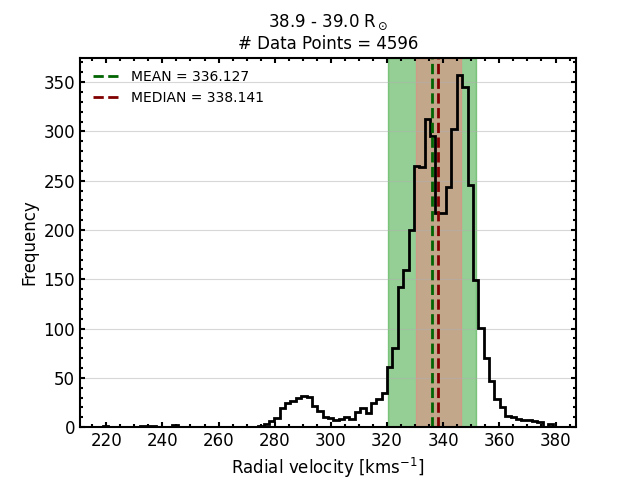 38.9 - 39.0 R⊙
# Data Points = 4596
MEAN = 336.127
MEDIAN = 338.141
350
300
250
200
150
100
50
0
Frequency
220 240 260 280 300 320 340 360 380
Radial velocity [kms⁻¹]